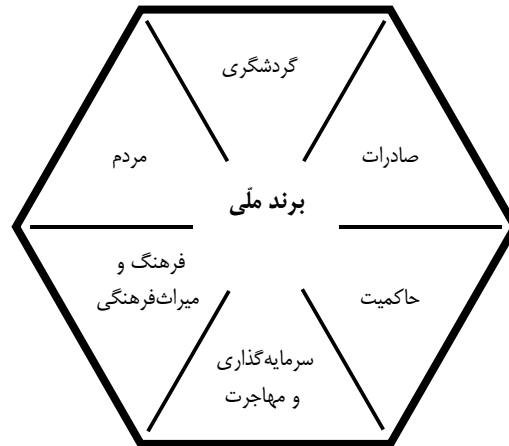 گردشگری
صادرات
مردم
برند ملّی
فرهنگ و
میراث‌فرهنگی
حاکمیت
سرمایه‌گذاری
و مهاجرت